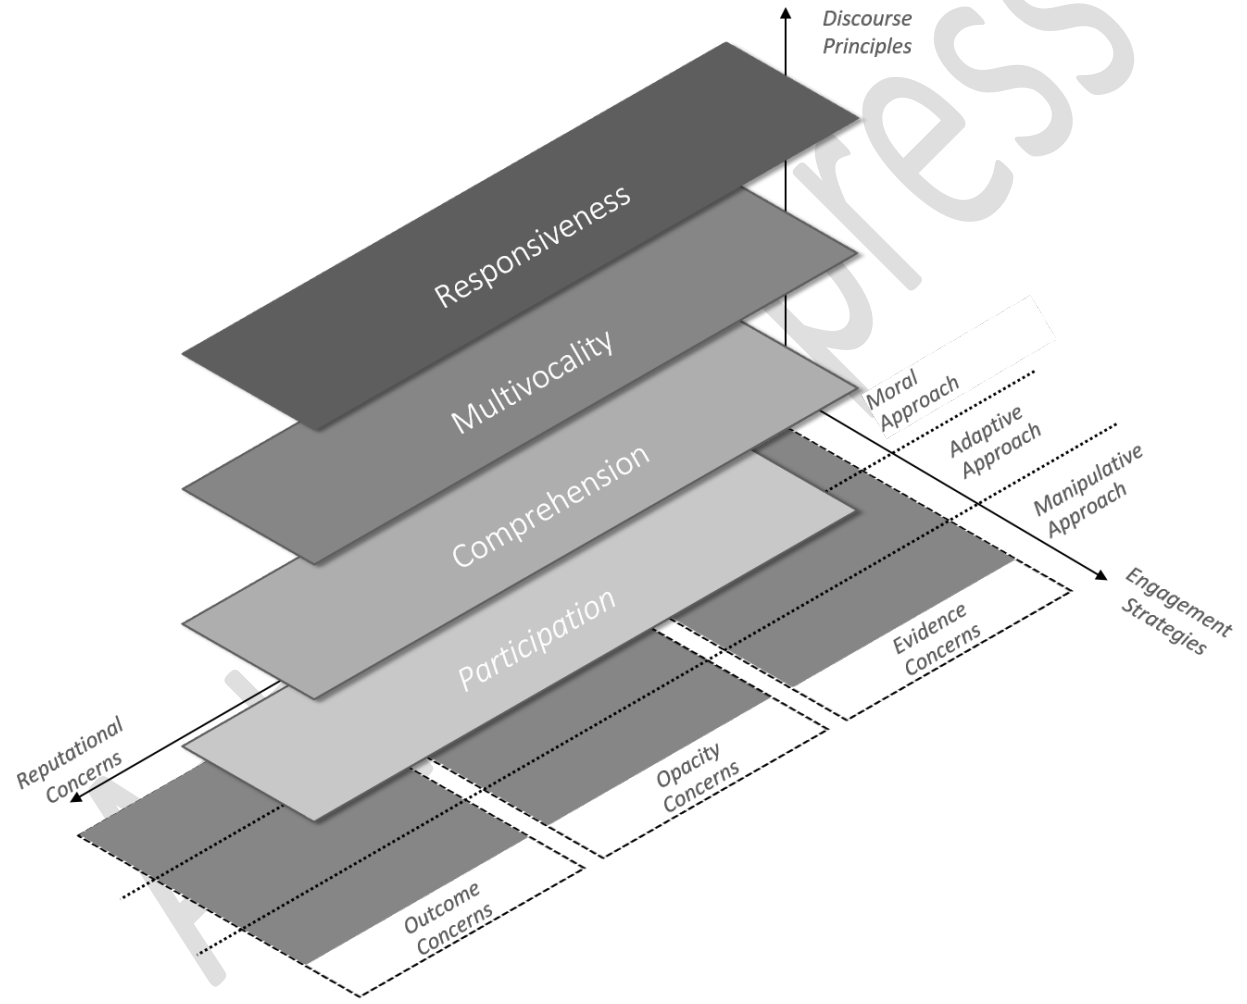 Discourse
Principles
Responsiveness
Multivocality
Comprehension
Participation
Moral
Approach
Adaptive
Approach
Manipulative
Approach
Engagement
Strategies
Evidence
Concerns
Opacity
Concerns
Outcome
Concerns
Reputational
Concerns
press